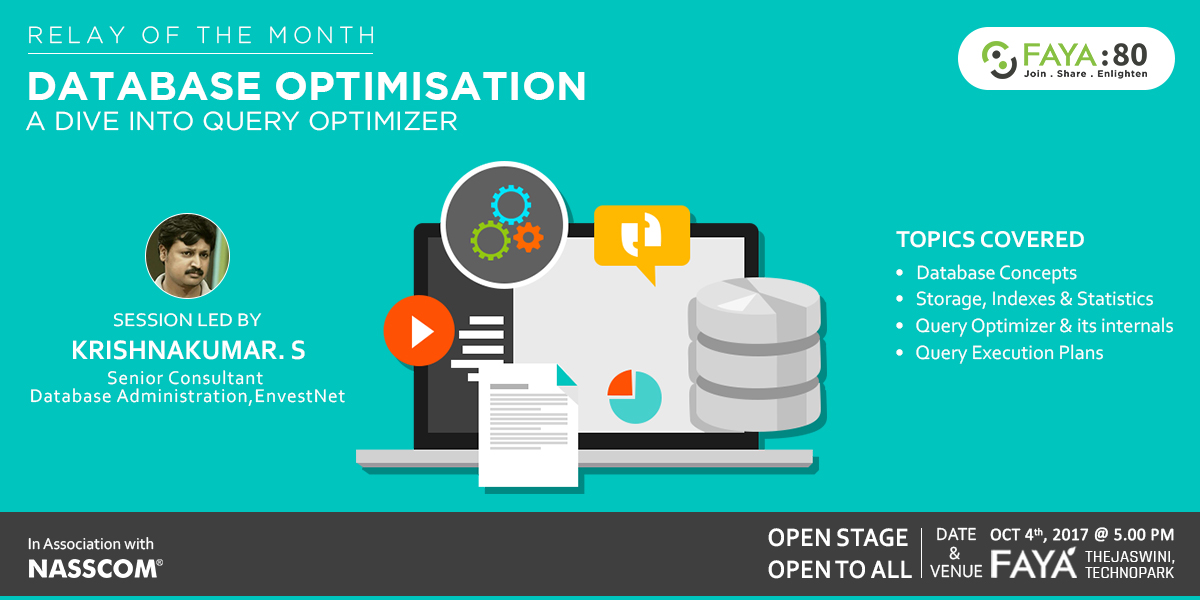 RELAY OF THE MONTH
DATABASE OPTIMISATION
A DIVE INTO QUERY OPTIMIZER
FAYA:80
Join . Share . Enlighten
SESSION LED BY
KRISHNAKUMAR. S
Senior Consultant
Database Administration,EnvestNet
TOPICS COVERED
• Database Concepts
• Storage, Indexes & Statistics
• Query Optimizer & its internals
• Query Execution Plans
In Association with
NASSCOM®
OPEN STAGE
OPEN TO ALL
DATE
&
VENUE
OCT 4th, 2017 @ 5.00 PM
FAYA
THEJASWINI,
TECHNOPARK